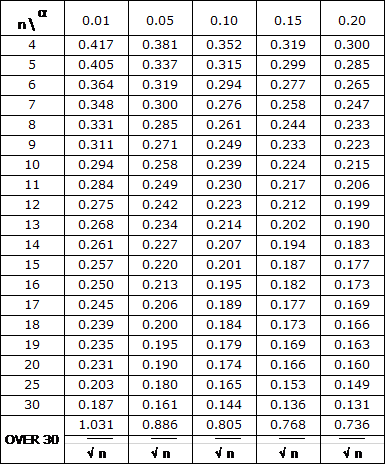 n \ α 0.01 0.05 0.10 0.15 0.20
4 0.417 0.381 0.352 0.319 0.300
5 0.405 0.337 0.315 0.299 0.285
6 0.364 0.319 0.294 0.277 0.265
7 0.348 0.300 0.276 0.258 0.247
8 0.331 0.285 0.261 0.244 0.233
9 0.311 0.271 0.249 0.233 0.223
10 0.294 0.258 0.239 0.224 0.215
11 0.284 0.249 0.230 0.217 0.206
12 0.275 0.242 0.223 0.212 0.199
13 0.268 0.234 0.214 0.202 0.190
14 0.261 0.227 0.207 0.194 0.183
15 0.257 0.220 0.201 0.187 0.177
16 0.250 0.213 0.195 0.182 0.173
17 0.245 0.206 0.189 0.177 0.169
18 0.239 0.200 0.184 0.173 0.166
19 0.235 0.195 0.179 0.169 0.163
20 0.231 0.190 0.174 0.166 0.160
25 0.203 0.180 0.165 0.153 0.149
30 0.187 0.161 0.144 0.136 0.131
OVER 30 1.031 0.886 0.805 0.768 0.736
√ n √ n √ n √ n √ n